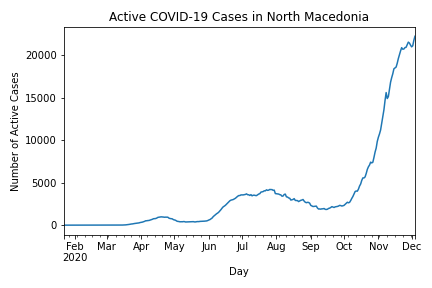 Active COVID-19 Cases in North Macedonia
Number of Active Cases
20000
15000
10000
5000
0
Feb Mar Apr May Jun Jul Aug Sep Oct Nov Dec
2020
Day